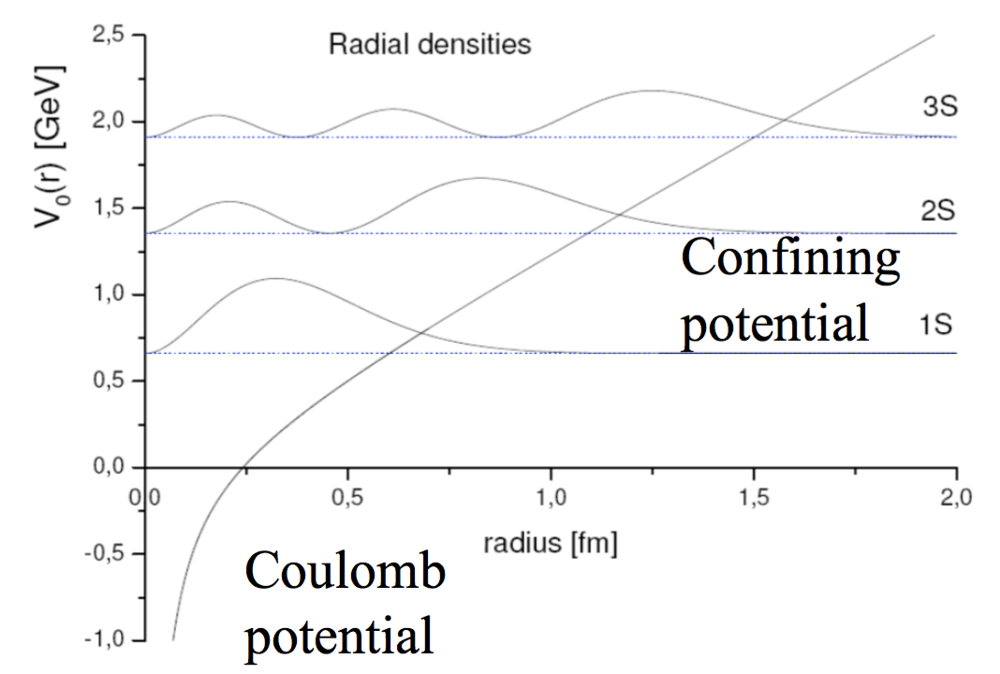 Radial densities
V0(r) [GeV]
2,5
2,0
1,5
1,0
0,5
0,0
-0,5
-1,0
3S
2S
Confining
potential
1S
0,0 0,5 1,0 1,5 2,0
radius [fm]
Coulomb
potential